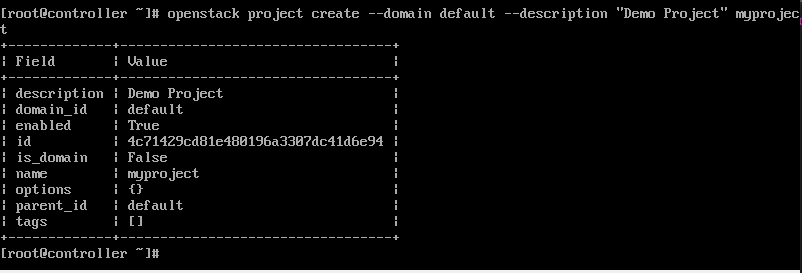 [root@controller ~]# openstack project create --domain default --description "Demo Project" myprojec
t
+-------------+----------------------------------+
| Field       | Value                            |
+-------------+----------------------------------+
| description | Demo Project                     |
| domain_id   | default                          |
| enabled     | True                             |
| id          | 4c71429cd81e480196a3307dc41d6e94 |
| is_domain   | False                            |
| name        | myproject                        |
| options     | {}                               |
| parent_id   | default                          |
| tags        | []                               |
+-------------+----------------------------------+
[root@controller ~]#